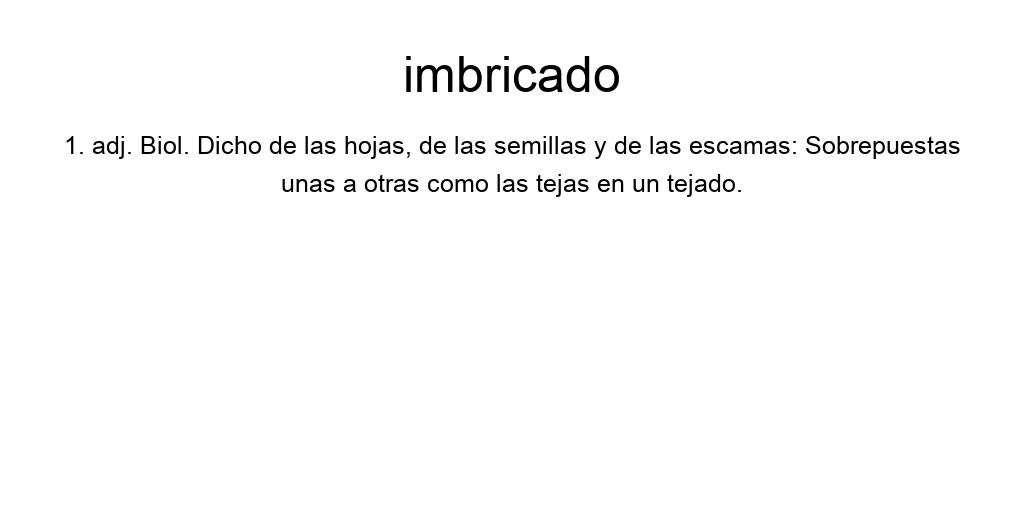 imbricado
1. adj. Biol. Dicho de las hojas, de las semillas y de las escamas: Sobrepuestas
unas a otras como las tejas en un tejado.